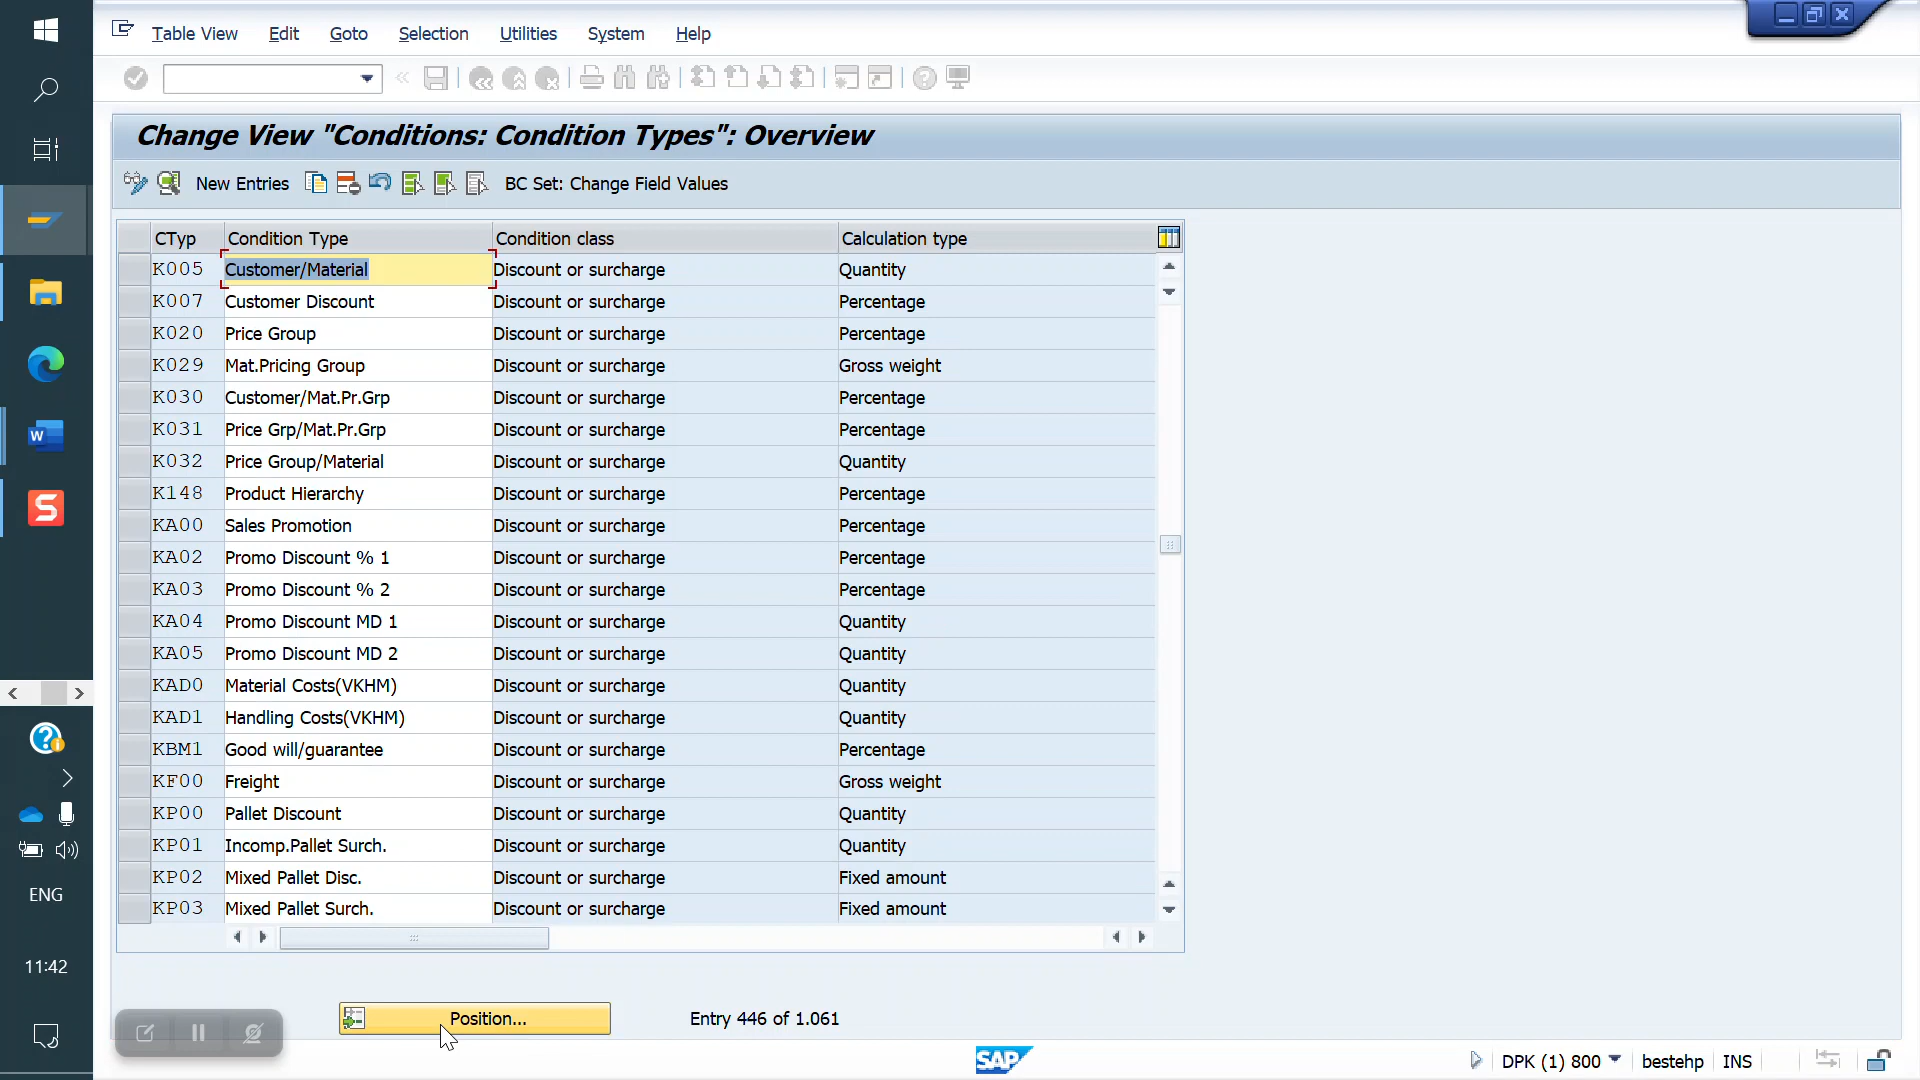 Table View Edit Goto Selection Utilities System Help
Change View "Conditions: Condition Types": Overview
New Entries BC Set: Change Field Values
CTyp Condition Type Condition class Calculation type
K005 Customer/Material Discount or surcharge Quantity
K007 Customer Discount Discount or surcharge Percentage
K020 Price Group Discount or surcharge Percentage
K029 Mat.Pricing Group Discount or surcharge Gross weight
K030 Customer/Mat.Pr.Grp Discount or surcharge Percentage
K031 Price Grp/Mat.Pr.Grp Discount or surcharge Percentage
K032 Price Group/Material Discount or surcharge Quantity
K148 Product Hierarchy Discount or surcharge Percentage
KA00 Sales Promotion Discount or surcharge Percentage
KA02 Promo Discount % 1 Discount or surcharge Percentage
KA03 Promo Discount % 2 Discount or surcharge Percentage
KA04 Promo Discount MD 1 Discount or surcharge Quantity
KA05 Promo Discount MD 2 Discount or surcharge Quantity
KAD0 Material Costs(VKHM) Discount or surcharge Quantity
KAD1 Handling Costs(VKHM) Discount or surcharge Quantity
KBM1 Good will/guarantee Discount or surcharge Percentage
KF00 Freight Discount or surcharge Gross weight
KP00 Pallet Discount Discount or surcharge Quantity
KP01 Incomp.Pallet Surch. Discount or surcharge Quantity
KP02 Mixed Pallet Disc. Discount or surcharge Fixed amount
KP03 Mixed Pallet Surch. Discount or surcharge Fixed amount
Position... Entry 446 of 1.061
SAP DPK (1) 800 bestehp INS
ENG
11:42